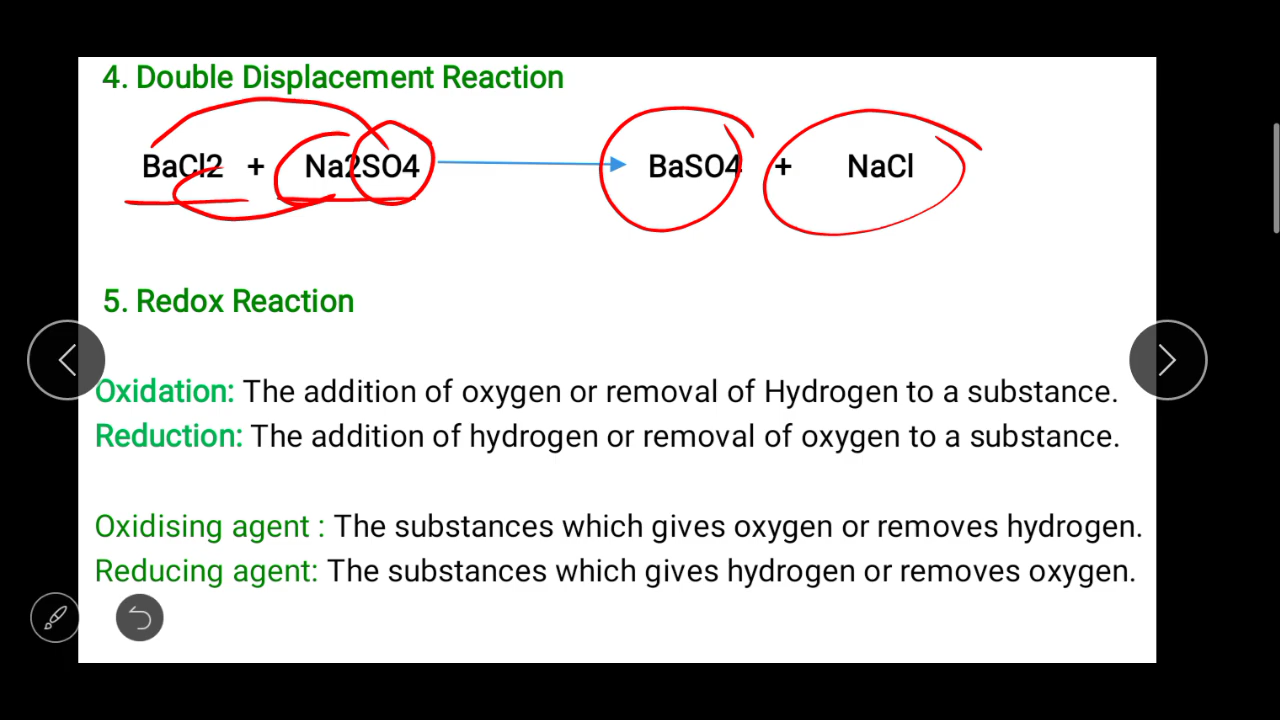 4. Double Displacement Reaction
BaCl2 + Na2SO4 BaSO4 + NaCl
5. Redox Reaction
Oxidation: The addition of oxygen or removal of Hydrogen to a substance.
Reduction: The addition of hydrogen or removal of oxygen to a substance.
Oxidising agent : The substances which gives oxygen or removes hydrogen.
Reducing agent: The substances which gives hydrogen or removes oxygen.